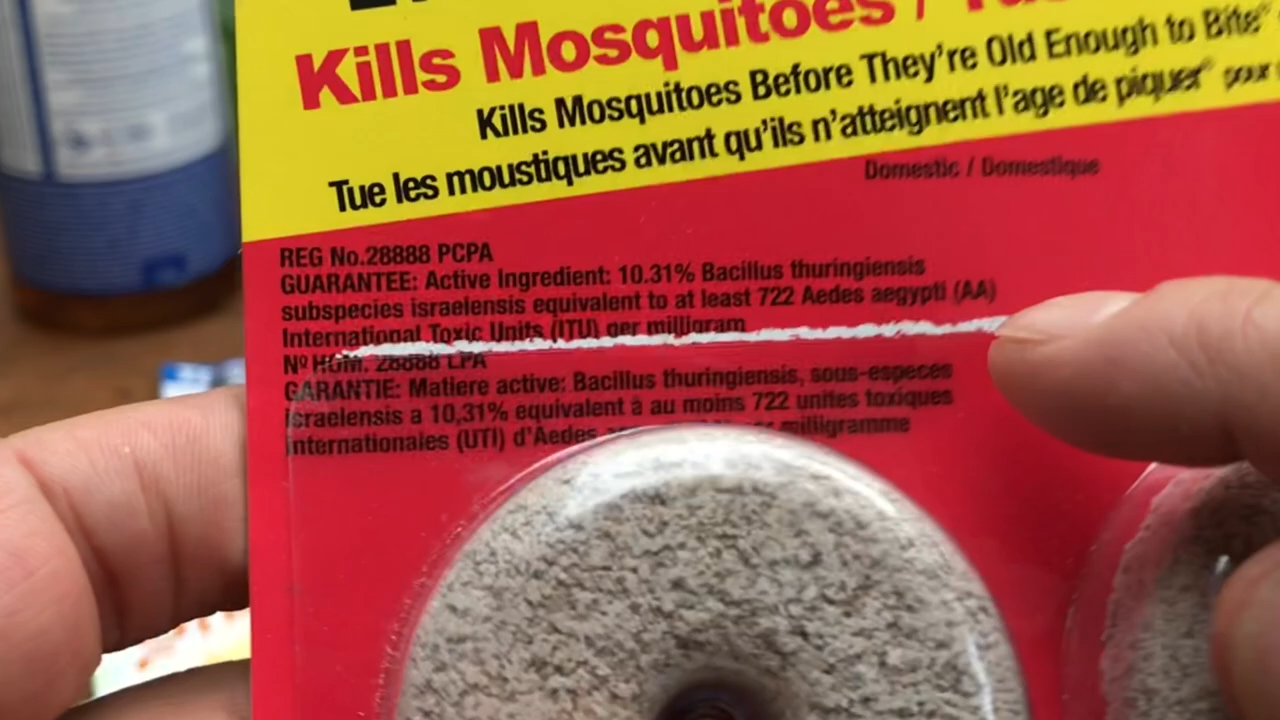 Kills Mosquitoes /
Kills Mosquitoes Before They're Old Enough to Bite®
Tue les moustiques avant qu'ils n'atteignent l'age de piquer® pour
Domestic / Domestique
REG No.28888 PCPA
GUARANTEE: Active Ingredient: 10.31% Bacillus thuringiensis
subspecies israelensis equivalent to at least 722 Aedes aegypti (AA)
International Toxic Units (ITU) per milligram
Nº HOM. 28888 LPA
GARANTIE: Matiere active: Bacillus thuringiensis, sous-especes
israelensis a 10,31% equivalent à au moins 722 unites toxiques
internationales (UTI) d'Aedes milligramme